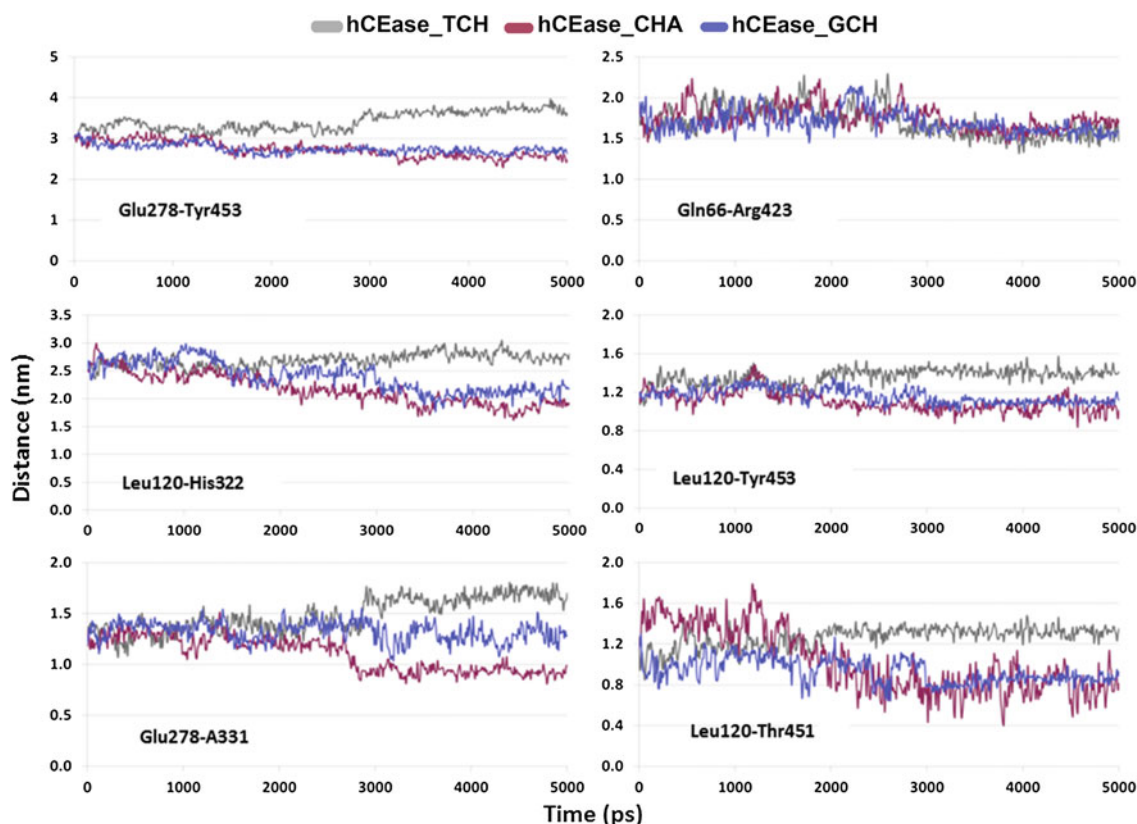 hCEase_TCH hCEase_CHA hCEase_GCH
5
4
3
2
1
0
0 1000 2000 3000 4000 5000
Glu278-Tyr453
2.5
2.0
1.5
1.0
0.5
0.0
0 1000 2000 3000 4000 5000
Gln66-Arg423
Distance (nm)
3.5
3.0
2.5
2.0
1.5
1.0
0.5
0.0
0 1000 2000 3000 4000 5000
Leu120-His322
2.0
1.6
1.2
0.8
0.4
0.0
0 1000 2000 3000 4000 5000
Leu120-Tyr453
2.0
1.5
1.0
0.5
0.0
0 1000 2000 3000 4000 5000
Glu278-A331
2.0
1.6
1.2
0.8
0.4
0.0
0 1000 2000 3000 4000 5000
Leu120-Thr451
Time (ps)